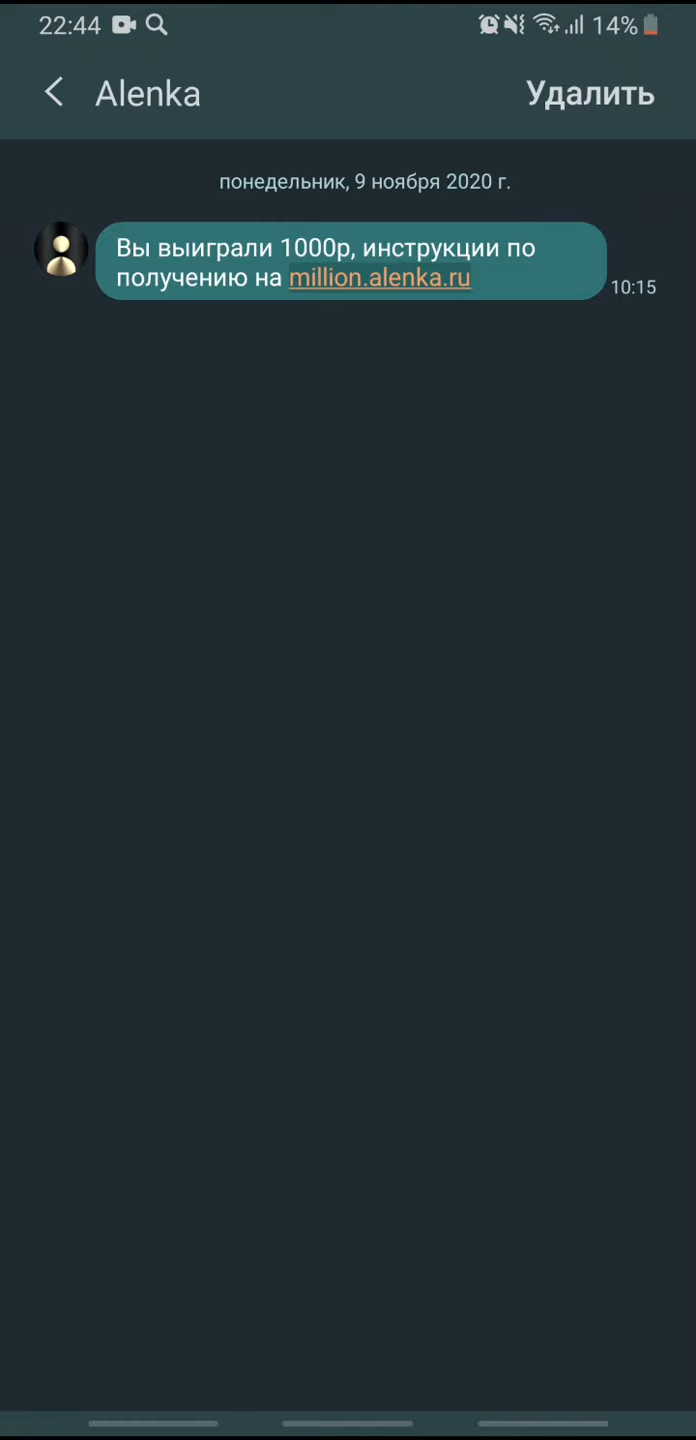 22:44
14%
Alenka
Удалить
понедельник, 9 ноября 2020 г.
Вы выиграли 1000р, инструкции по
получению на million.alenka.ru
10:15